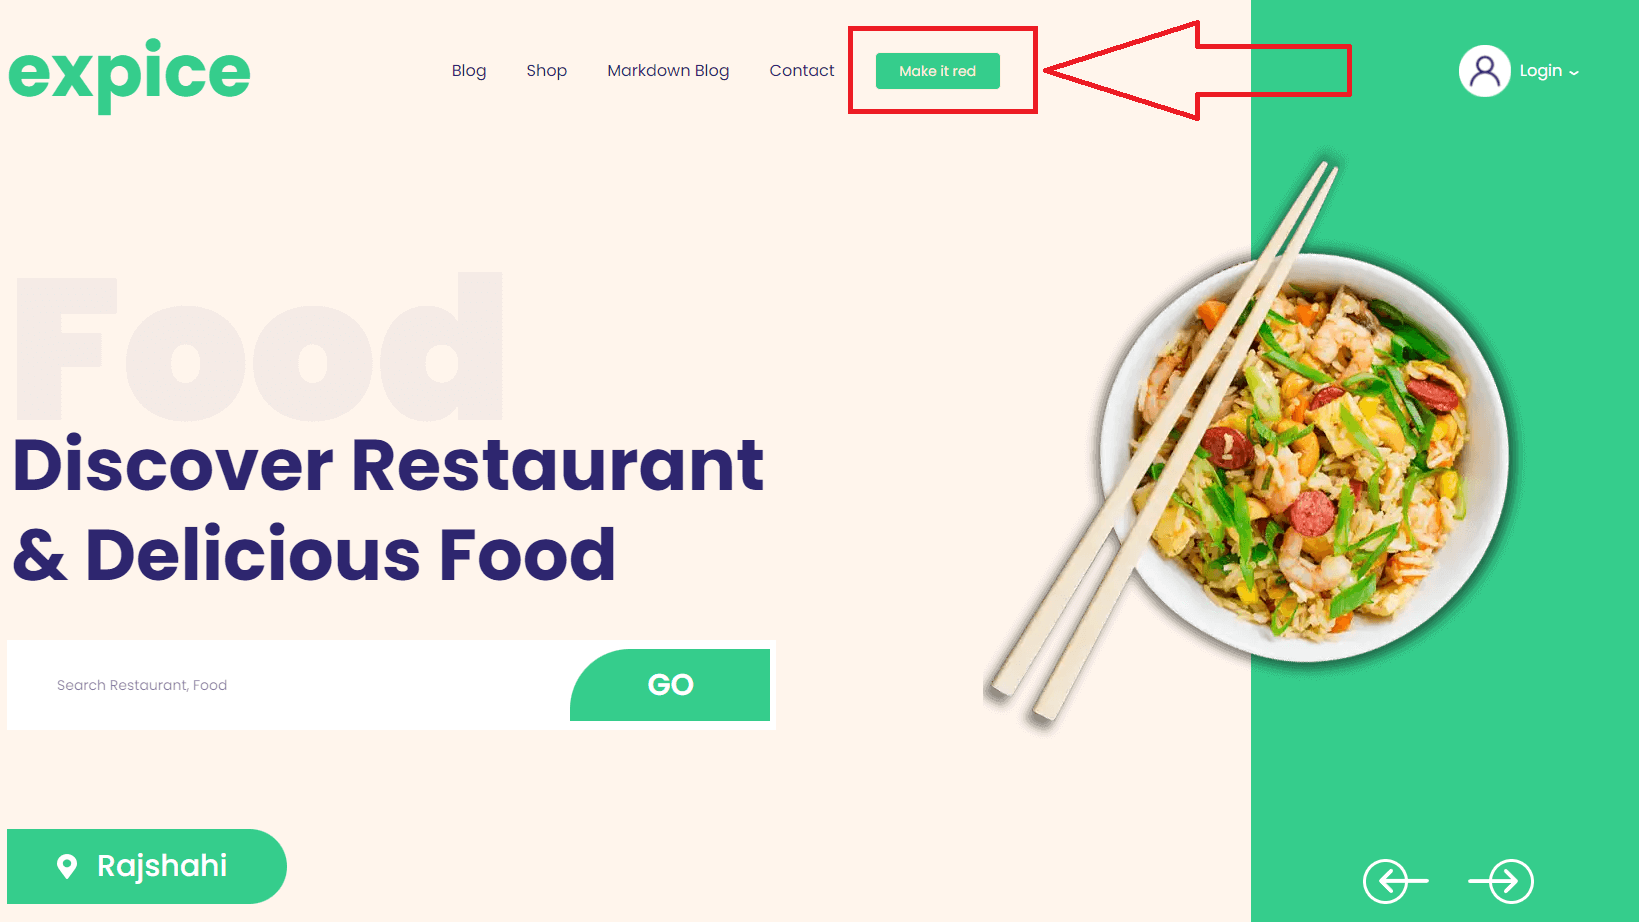 expice
Blog Shop Markdown Blog Contact Make it red Login
Food
Discover Restaurant
& Delicious Food
Search Restaurant, Food GO
Rajshahi